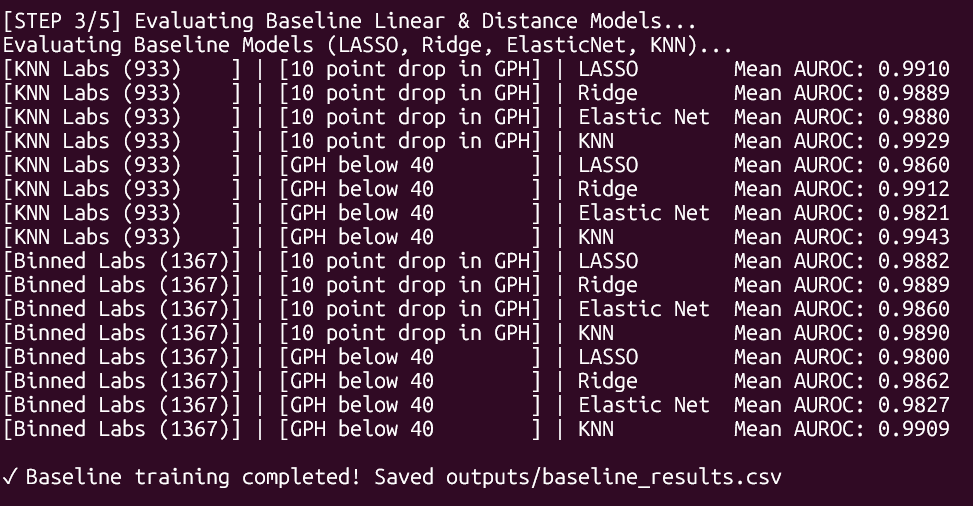 [STEP 3/5] Evaluating Baseline Linear & Distance Models...
Evaluating Baseline Models (LASSO, Ridge, ElasticNet, KNN)...
[KNN Labs (933)    ] | [10 point drop in GPH] | LASSO        Mean AUROC: 0.9910
[KNN Labs (933)    ] | [10 point drop in GPH] | Ridge        Mean AUROC: 0.9889
[KNN Labs (933)    ] | [10 point drop in GPH] | Elastic Net  Mean AUROC: 0.9880
[KNN Labs (933)    ] | [10 point drop in GPH] | KNN          Mean AUROC: 0.9929
[KNN Labs (933)    ] | [GPH below 40        ] | LASSO        Mean AUROC: 0.9860
[KNN Labs (933)    ] | [GPH below 40        ] | Ridge        Mean AUROC: 0.9912
[KNN Labs (933)    ] | [GPH below 40        ] | Elastic Net  Mean AUROC: 0.9821
[KNN Labs (933)    ] | [GPH below 40        ] | KNN          Mean AUROC: 0.9943
[Binned Labs (1367)] | [10 point drop in GPH] | LASSO        Mean AUROC: 0.9882
[Binned Labs (1367)] | [10 point drop in GPH] | Ridge        Mean AUROC: 0.9889
[Binned Labs (1367)] | [10 point drop in GPH] | Elastic Net  Mean AUROC: 0.9860
[Binned Labs (1367)] | [10 point drop in GPH] | KNN          Mean AUROC: 0.9890
[Binned Labs (1367)] | [GPH below 40        ] | LASSO        Mean AUROC: 0.9800
[Binned Labs (1367)] | [GPH below 40        ] | Ridge        Mean AUROC: 0.9862
[Binned Labs (1367)] | [GPH below 40        ] | Elastic Net  Mean AUROC: 0.9827
[Binned Labs (1367)] | [GPH below 40        ] | KNN          Mean AUROC: 0.9909
✓ Baseline training completed! Saved outputs/baseline_results.csv